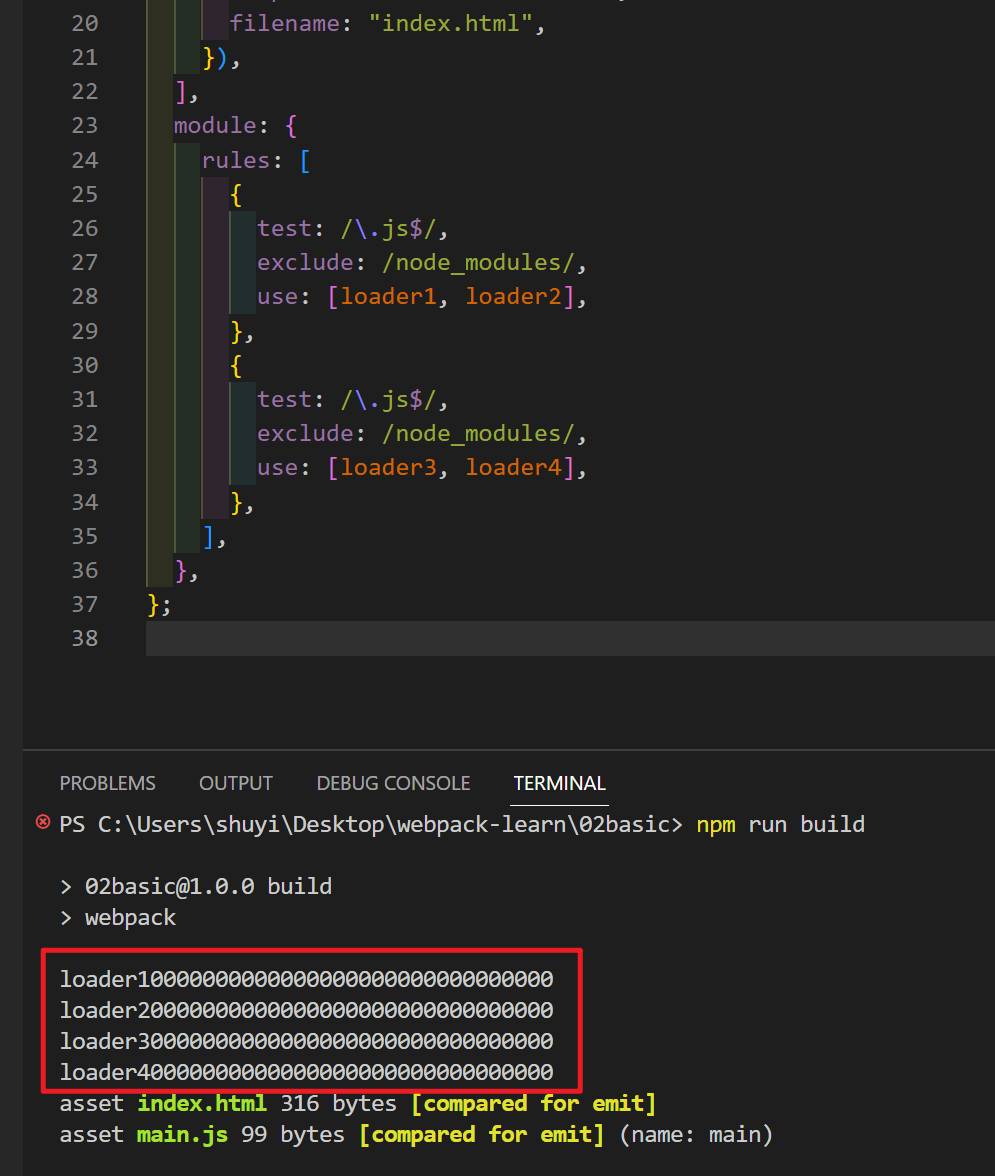 20 filename: "index.html",
21 }),
22 ],
23 module: {
24 rules: [
25 {
26 test: /\.js$/,
27 exclude: /node_modules/,
28 use: [loader1, loader2],
29 },
30 {
31 test: /\.js$/,
32 exclude: /node_modules/,
33 use: [loader3, loader4],
34 },
35 ],
36 },
37 };
38
PROBLEMS OUTPUT DEBUG CONSOLE TERMINAL
PS C:\Users\shuyi\Desktop\webpack-learn\02basic> npm run build
> 02basic@1.0.0 build
> webpack
loader10000000000000000000000000000000
loader20000000000000000000000000000000
loader30000000000000000000000000000000
loader40000000000000000000000000000000
asset index.html 316 bytes [compared for emit]
asset main.js 99 bytes [compared for emit] (name: main)